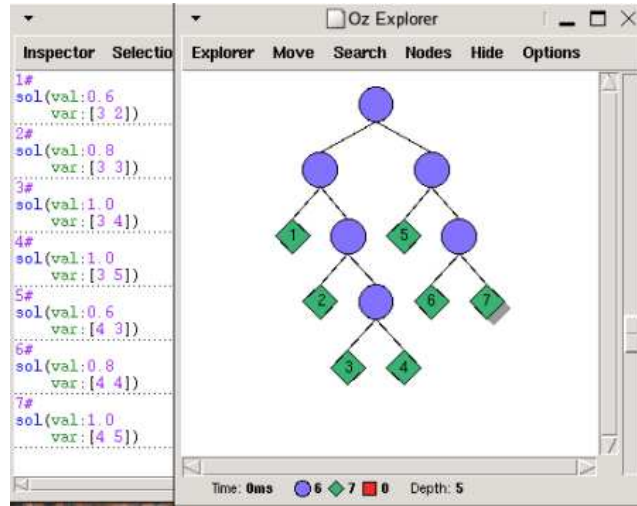 Oz Explorer
Inspector Selectio
Explorer Move Search Nodes Hide Options
1#
sol(val:0.6
var:[3 2])
2#
sol(val:0.8
var:[3 3])
3#
sol(val:1.0
var:[3 4])
4#
sol(val:1.0
var:[3 5])
5#
sol(val:0.6
var:[4 3])
6#
sol(val:0.8
var:[4 4])
7#
sol(val:1.0
var:[4 5])
1
5
2
6
7
3
4
Time: 0ms 6 7 0 Depth: 5